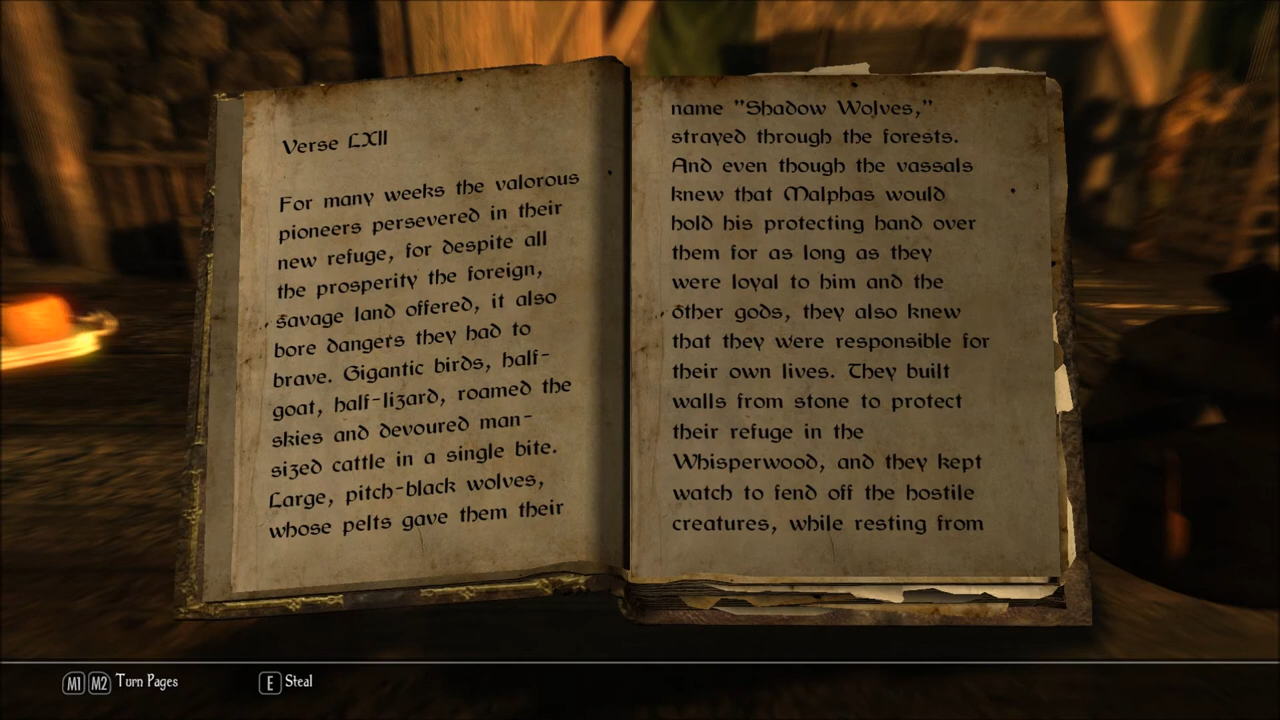 Verse LXII
For many weeks the valorous
pioneers persevered in their
new refuge, for despite all
the prosperity the foreign,
savage land offered, it also
bore dangers they had to
brave. Gigantic birds, half-
goat, half-lizard, roamed the
skies and devoured man-
sized cattle in a single bite.
Large, pitch-black wolves,
whose pelts gave them their
name "Shadow Wolves,"
strayed through the forests.
And even though the vassals
knew that Malphas would
hold his protecting hand over
them for as long as they
were loyal to him and the
other gods, they also knew
that they were responsible for
their own lives. They built
walls from stone to protect
their refuge in the
Whisperwood, and they kept
watch to fend off the hostile
creatures, while resting from
M1 M2 Turn Pages
E Steal